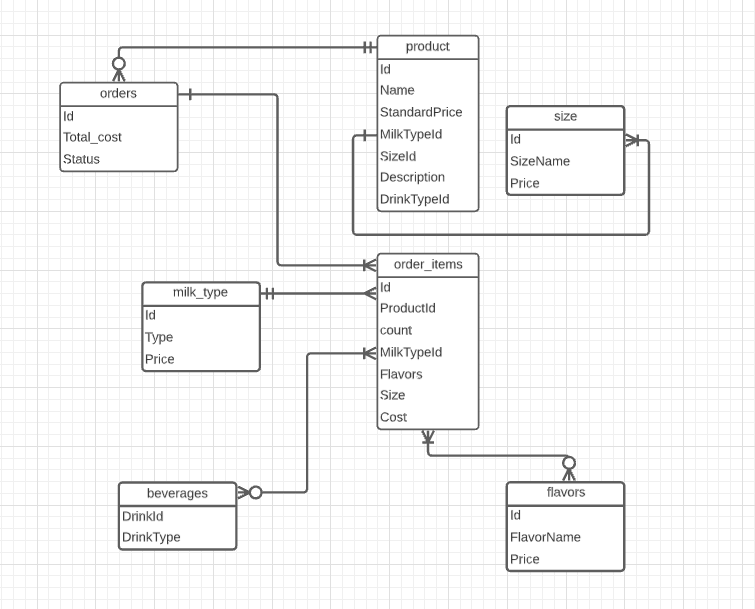 product
Id
Name
StandardPrice
MilkTypeId
SizeId
Description
DrinkTypeId
orders
Id
Total_cost
Status
size
Id
SizeName
Price
order_items
Id
ProductId
count
MilkTypeId
Flavors
Size
Cost
milk_type
Id
Type
Price
beverages
DrinkId
DrinkType
flavors
Id
FlavorName
Price